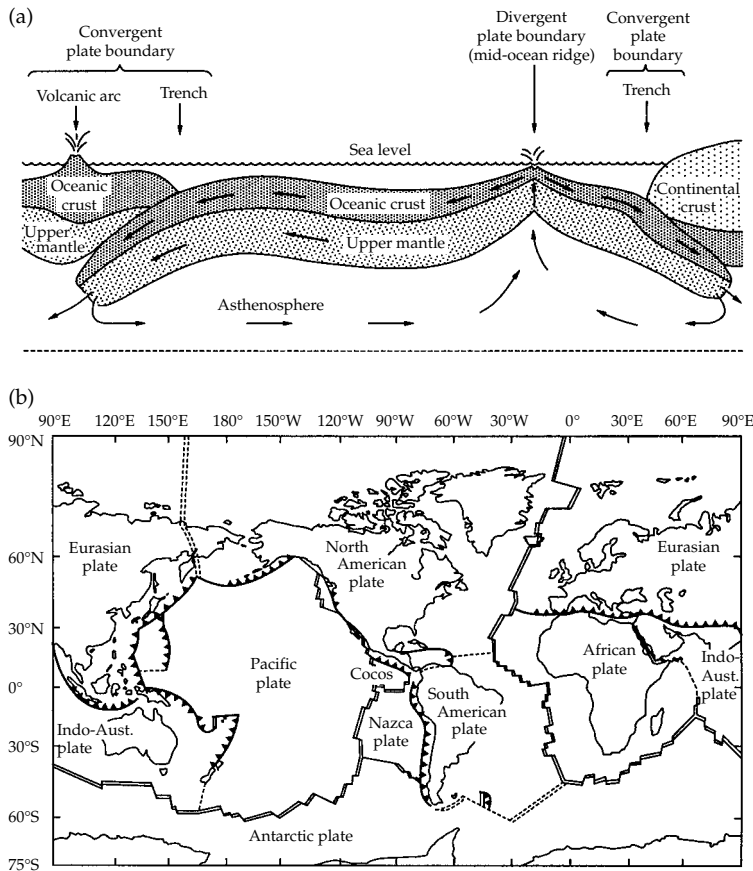 (a)
Convergent
plate boundary
Volcanic arc
Trench
Divergent
plate boundary
(mid-ocean ridge)
Convergent
plate
boundary
Trench
Sea level
Oceanic
crust
Upper
mantle
Oceanic crust
Upper mantle
Continental
crust
Asthenosphere
(b)
90°E 120°E 150°E 180° 150°W 120°W 90°W 60°W 30°W 0° 30°E 60°E 90°E
90°N
60°N
30°N
0°
30°S
60°S
75°S
Eurasian
plate
North
American
plate
Eurasian
plate
Pacific
plate
Cocos
African
plate
Indo-
Aust.
plate
Indo-Aust.
plate
Nazca
plate
South
American
plate
Antarctic plate